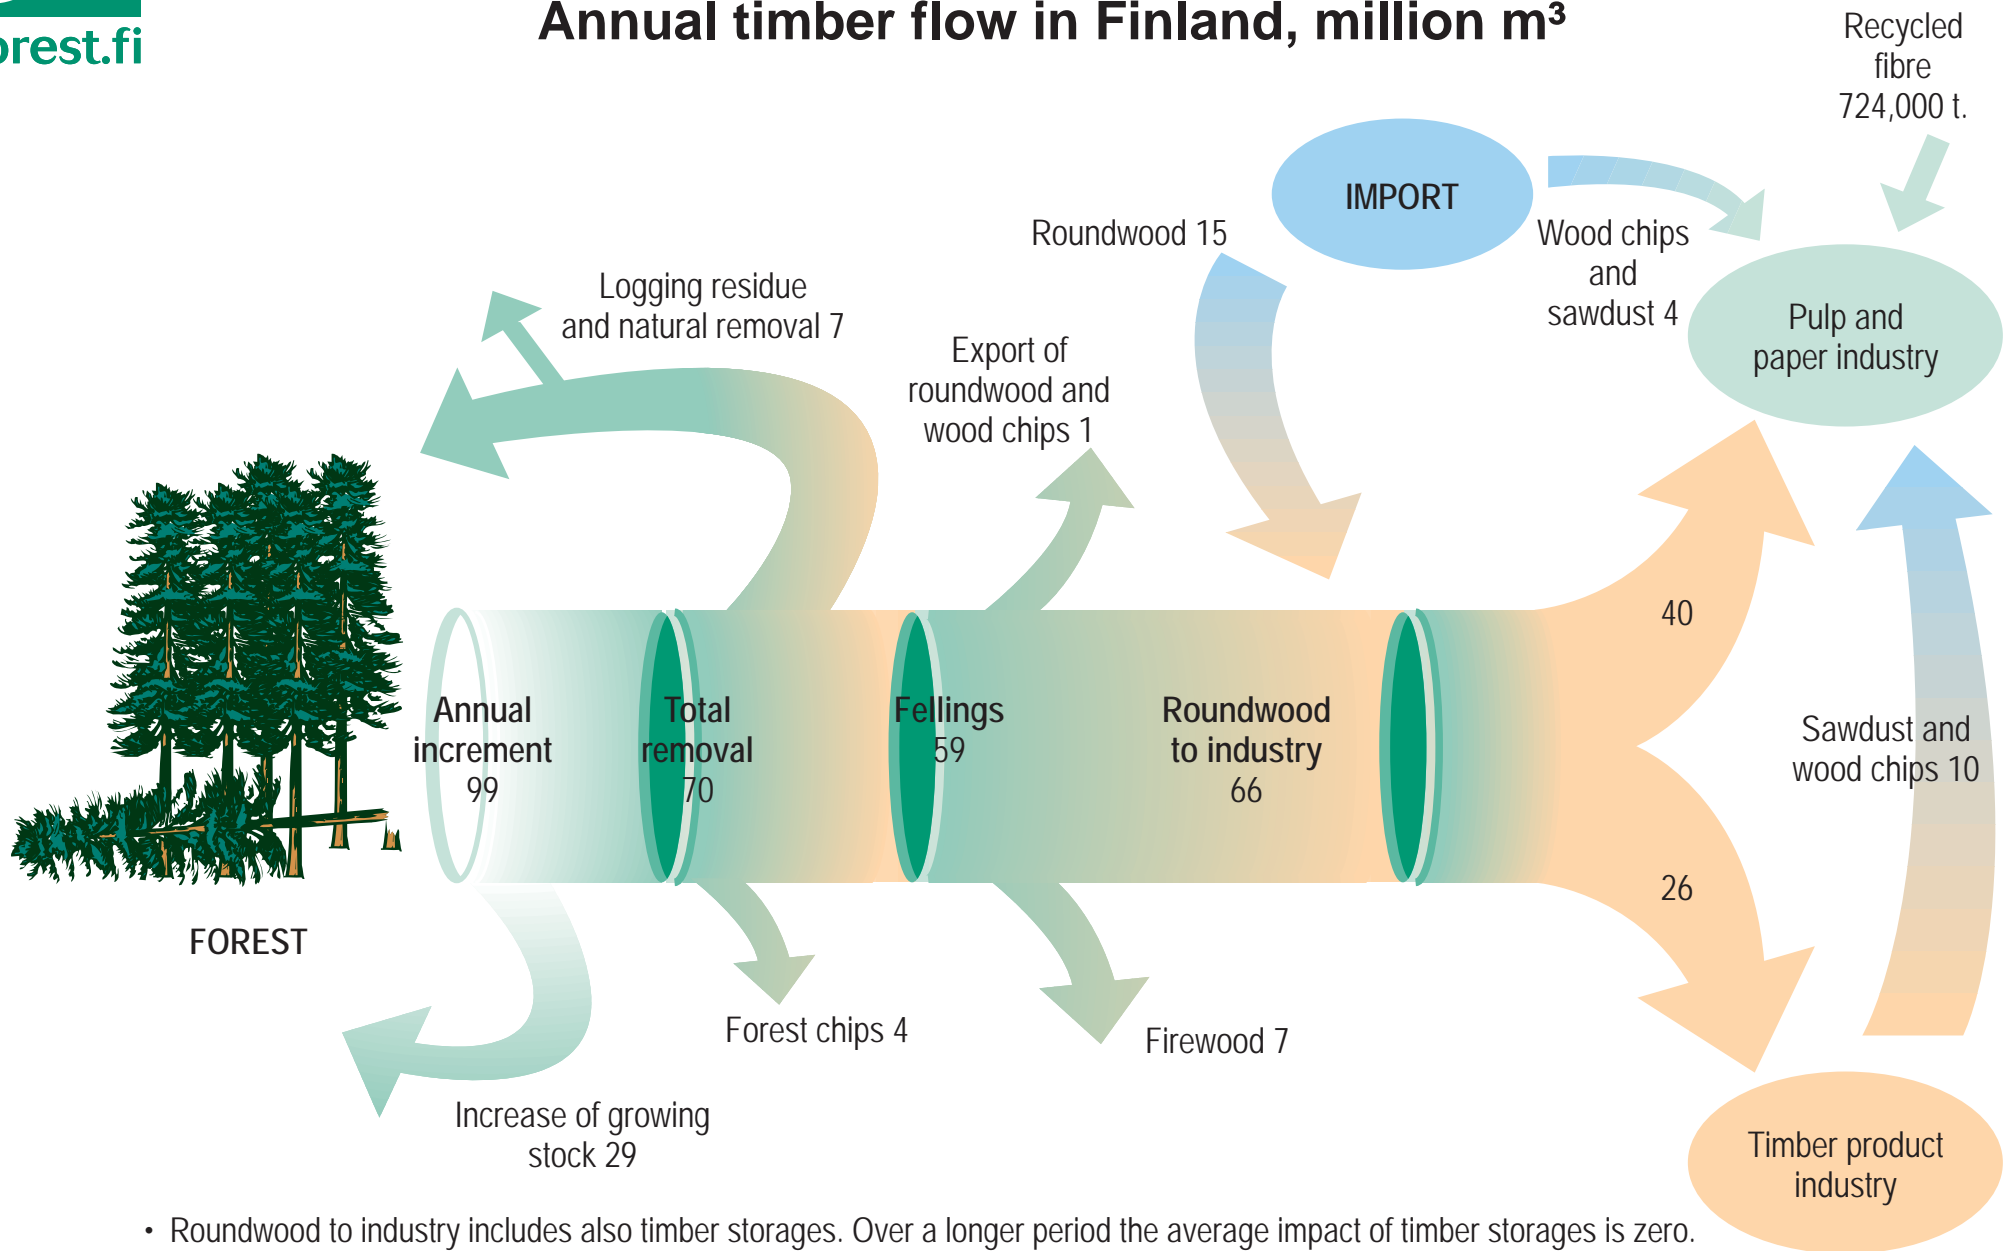 orest.fi
Annual timber flow in Finland, million m³
Recycled
fibre
724,000 t.
IMPORT
Roundwood 15
Wood chips
and
sawdust 4
Logging residue
and natural removal 7
Export of
roundwood and
wood chips 1
Pulp and
paper industry
40
Annual
increment
99
Total
removal
70
Fellings
59
Roundwood
to industry
66
Sawdust and
wood chips 10
26
FOREST
Forest chips 4
Firewood 7
Increase of growing
stock 29
Timber product
industry
• Roundwood to industry includes also timber storages. Over a longer period the average impact of timber storages is zero.